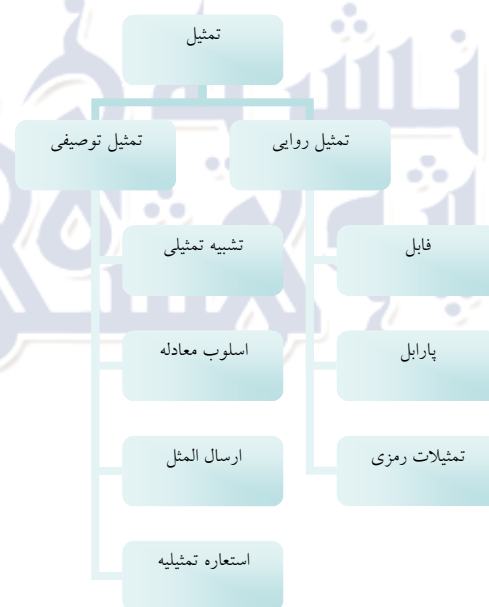 تمثیل
تمثیل روایی
تمثیل توصیفی
فابل
تشبیه تمثیلی
پارابل
اسلوب معادله
تمثیلات رمزی
ارسال المثل
استعاره تمثیلیه